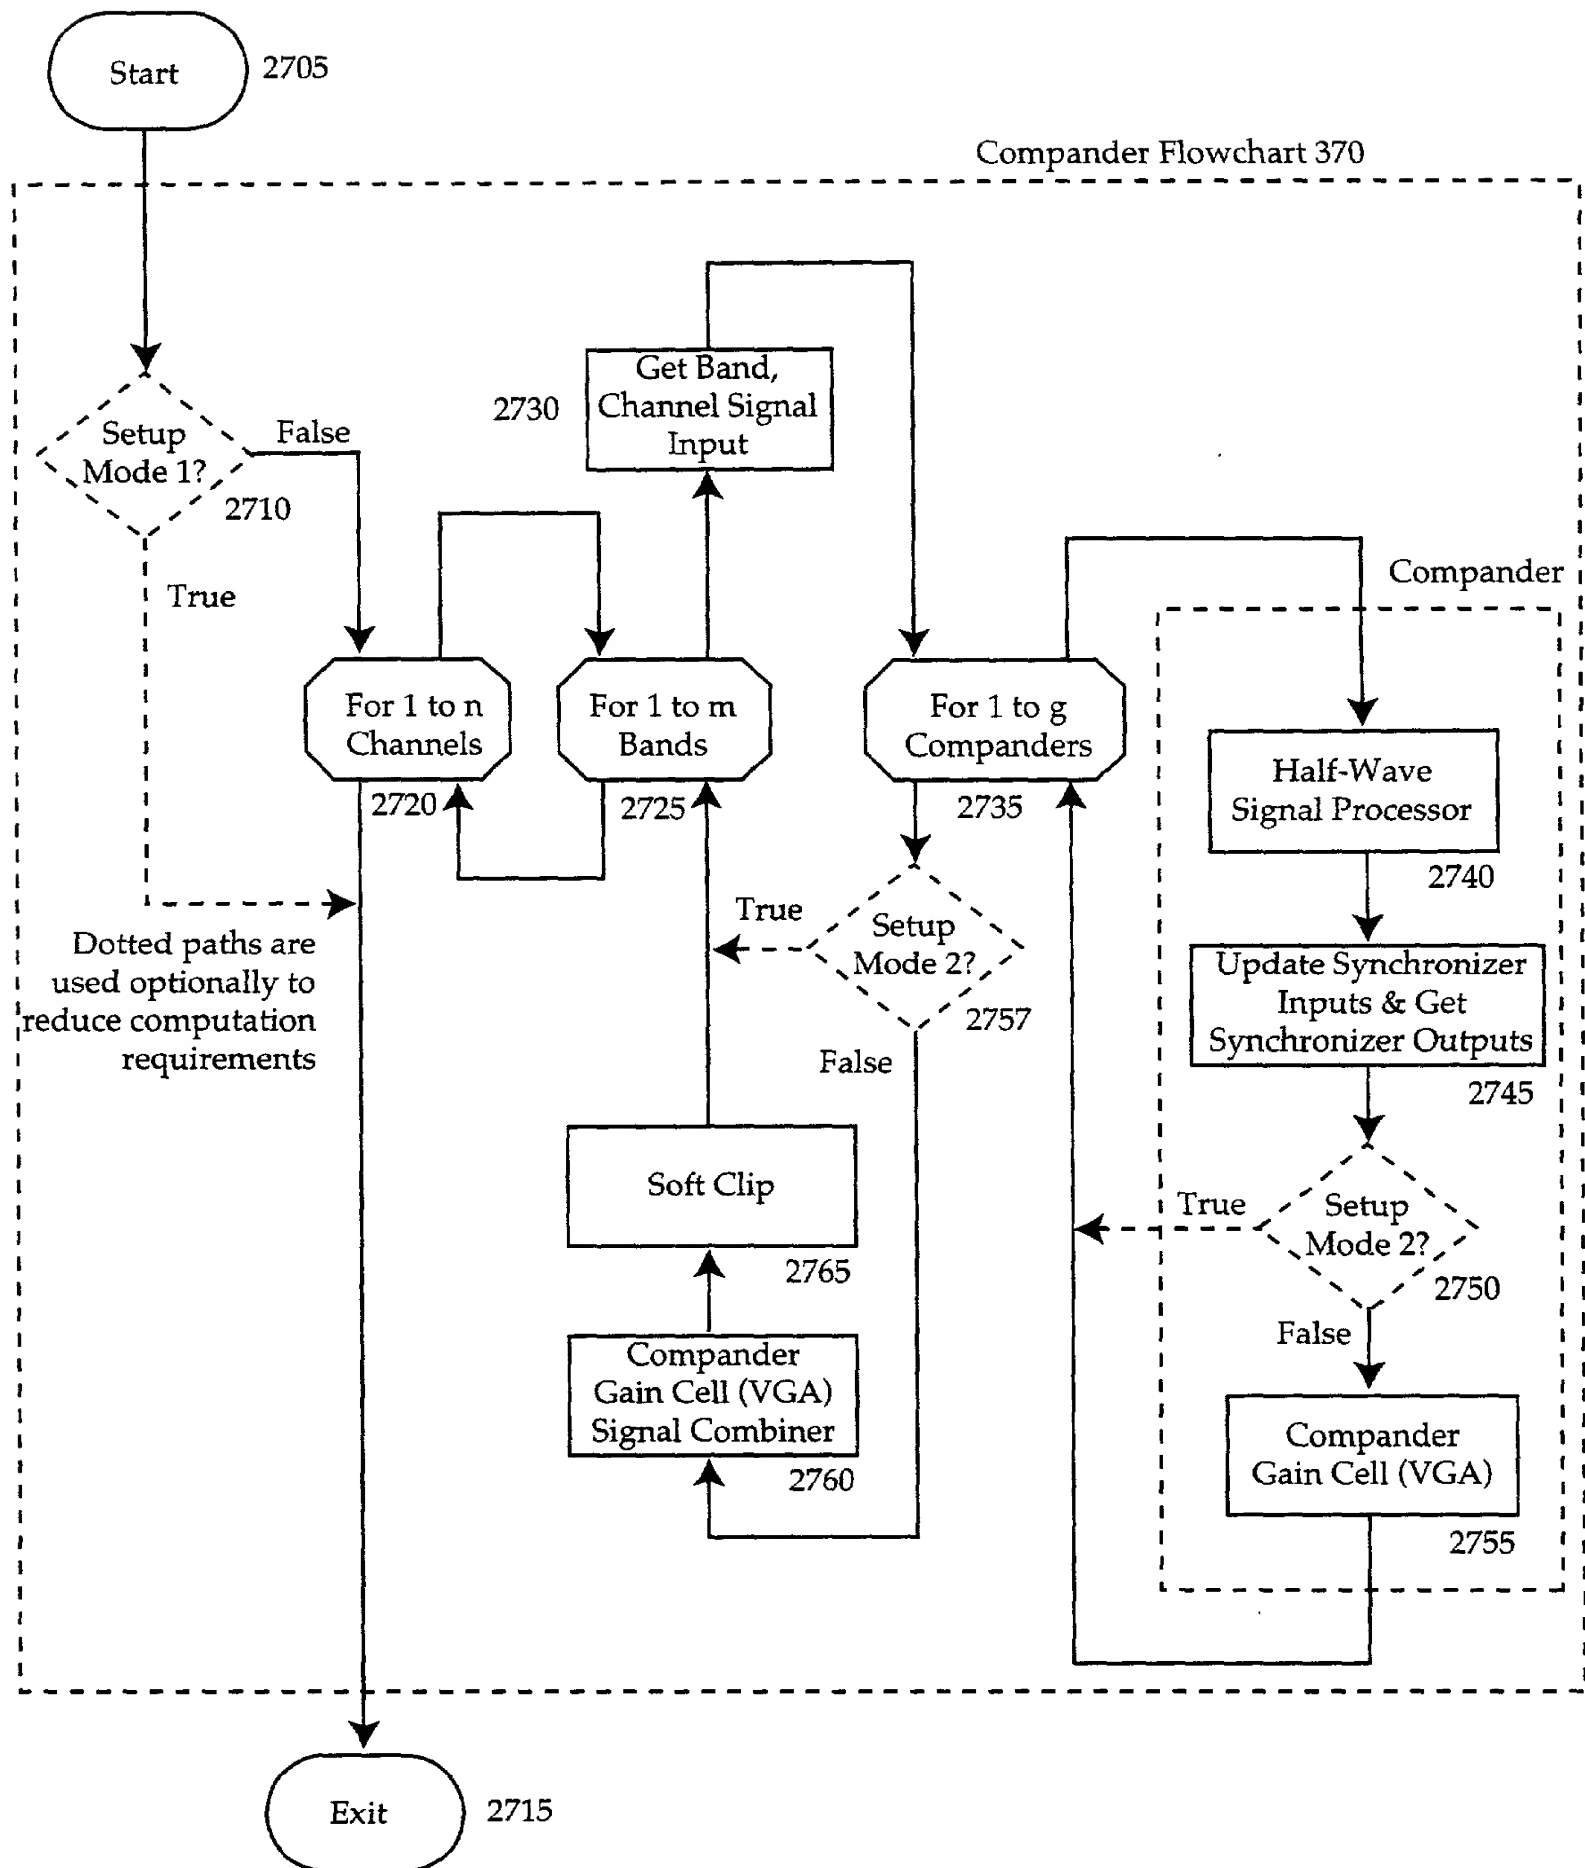 Start
2705
Compander Flowchart 370
Setup
Mode 1?
2710
False
True
Get Band,
Channel Signal
Input
2730
For 1 to n
Channels
2720
For 1 to m
Bands
2725
For 1 to g
Companders
2735
Compander
Half-Wave
Signal Processor
2740
Update Synchronizer
Inputs & Get
Synchronizer Outputs
2745
Setup
Mode 2?
2750
True
False
Compander
Gain Cell (VGA)
2755
Setup
Mode 2?
2757
True
False
Dotted paths are
used optionally to
reduce computation
requirements
Soft Clip
2765
Compander
Gain Cell (VGA)
Signal Combiner
2760
Exit
2715